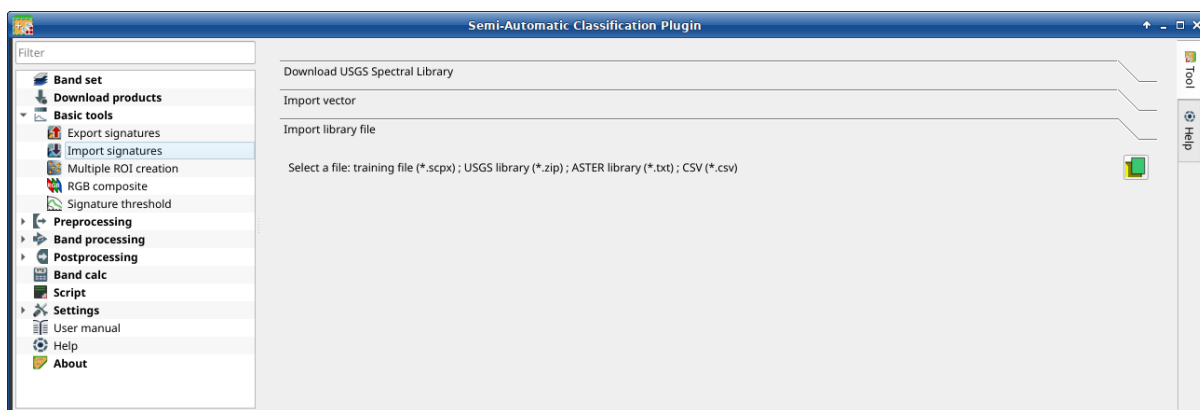 Semi-Automatic Classification Plugin
Filter
Band set
Download products
Basic tools
Export signatures
Import signatures
Multiple ROI creation
RGB composite
Signature threshold
Preprocessing
Band processing
Postprocessing
Band calc
Script
Settings
User manual
Help
About
Download USGS Spectral Library
Import vector
Import library file
Select a file: training file (*.scpx) ; USGS library (*.zip) ; ASTER library (*.txt) ; CSV (*.csv)
Tool
Help